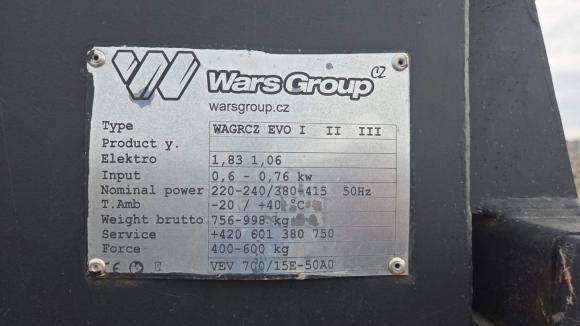 Wars Group CZ
warsgroup.cz
Type WAGRCZ EVO I II III
Product y.
Elektro 1,83 1,06
Input 0,6 - 0,76 kw
Nominal power 220-240/380-415 50Hz
T.Amb -20 / +40 °C
Weight brutto 756-998 kg
Service +420 601 380 750
Force 400-600 kg
CE VEV 700/15E-50A0